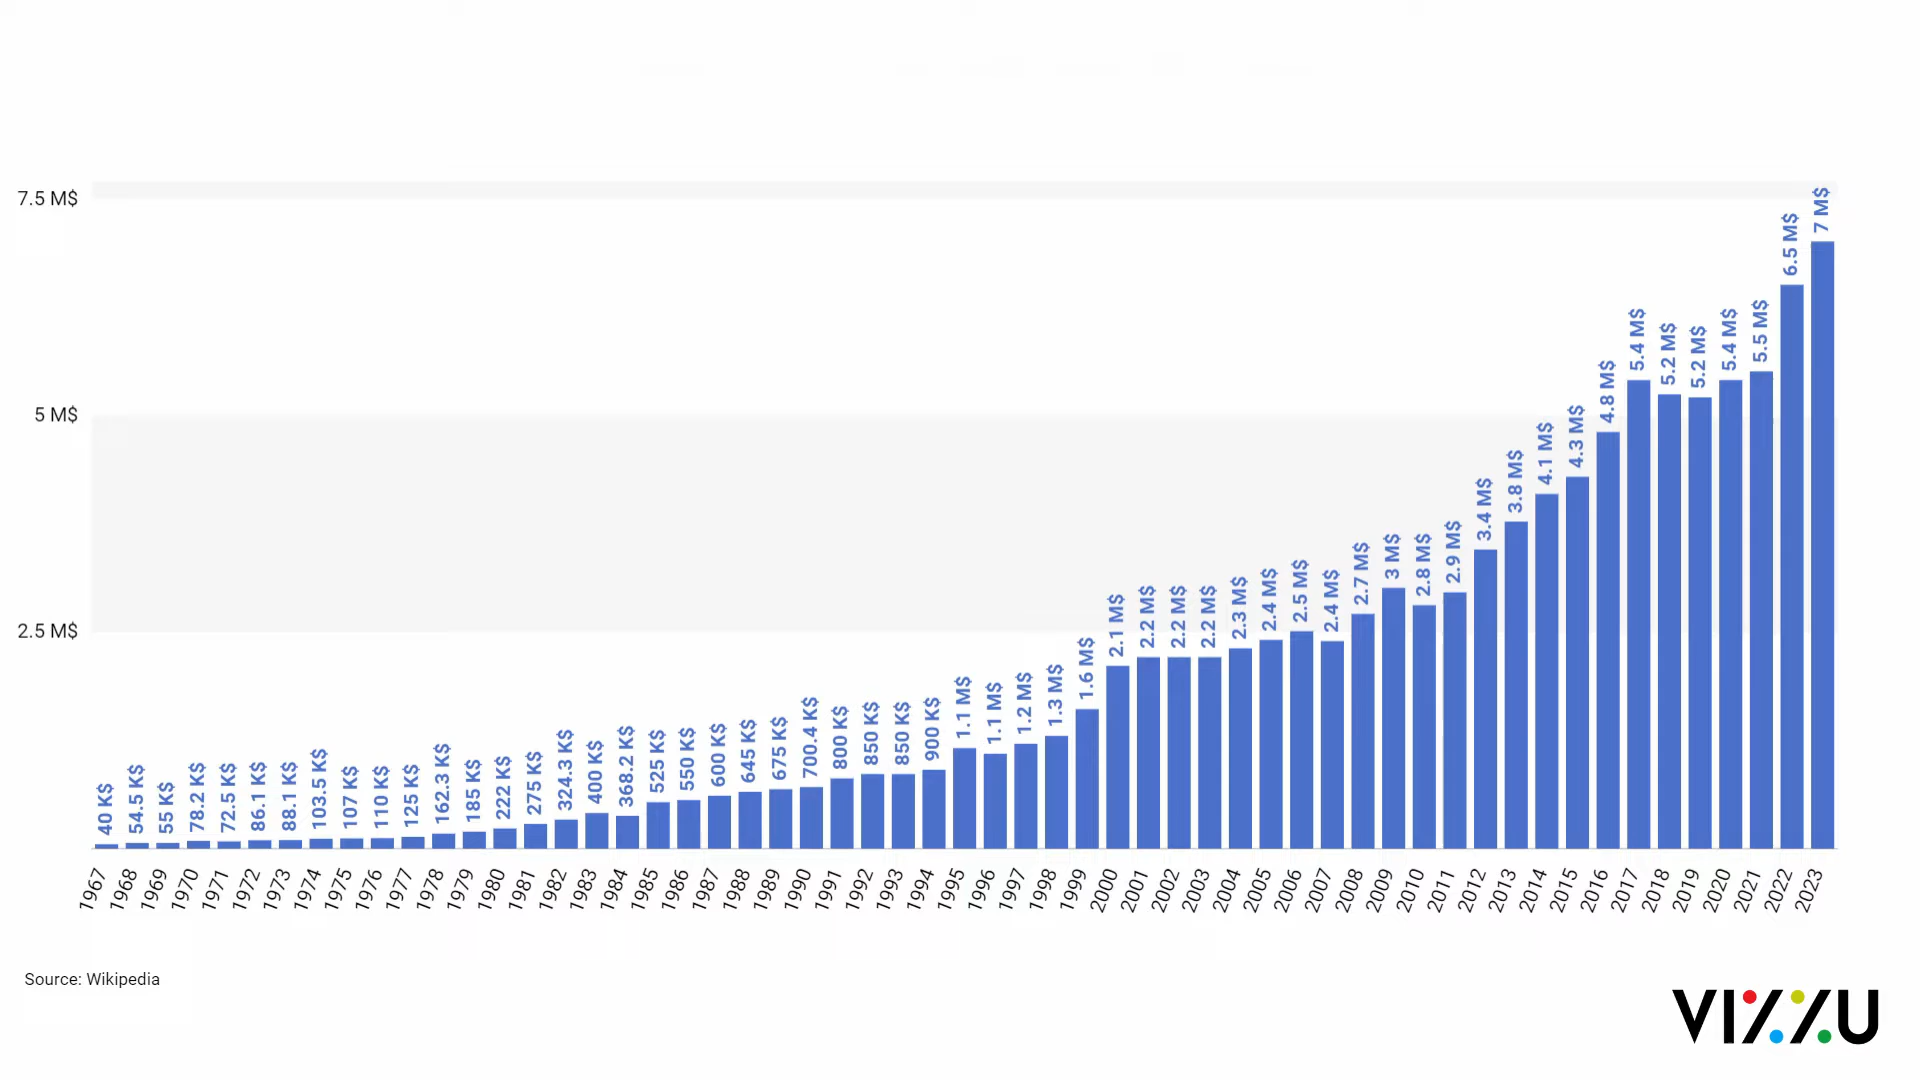 7.5 M$
5 M$
2.5 M$
40 K$
54.5 K$
55 K$
78.2 K$
72.5 K$
86.1 K$
88.1 K$
103.5 K$
107 K$
110 K$
125 K$
162.3 K$
185 K$
222 K$
275 K$
324.3 K$
400 K$
368.2 K$
525 K$
550 K$
600 K$
645 K$
675 K$
700.4 K$
800 K$
850 K$
850 K$
900 K$
1.1 M$
1.1 M$
1.2 M$
1.3 M$
1.6 M$
2.1 M$
2.2 M$
2.2 M$
2.2 M$
2.3 M$
2.4 M$
2.5 M$
2.4 M$
2.7 M$
3 M$
2.8 M$
2.9 M$
3.4 M$
3.8 M$
4.1 M$
4.3 M$
4.8 M$
5.4 M$
5.2 M$
5.2 M$
5.4 M$
5.5 M$
6.5 M$
7 M$
1967
1968
1969
1970
1971
1972
1973
1974
1975
1976
1977
1978
1979
1980
1981
1982
1983
1984
1985
1986
1987
1988
1989
1990
1991
1992
1993
1994
1995
1996
1997
1998
1999
2000
2001
2002
2003
2004
2005
2006
2007
2008
2009
2010
2011
2012
2013
2014
2015
2016
2017
2018
2019
2020
2021
2022
2023
Source: Wikipedia
VIZZU